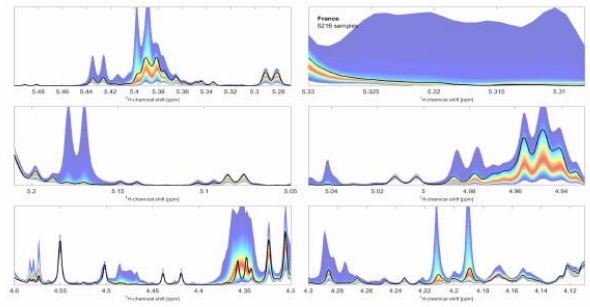 France
5216 samples
5.48 5.46 5.44 5.42 5.4 5.38 5.36 5.34 5.32 5.3 5.28
¹H-chemical shift [ppm]
5.33 5.325 5.32 5.315 5.31
¹H-chemical shift [ppm]
5.2 5.15 5.1 5.05
¹H-chemical shift [ppm]
5.04 5.02 5 4.98 4.96 4.94
¹H-chemical shift [ppm]
4.6 4.55 4.5 4.45 4.4 4.35 4.3
¹H-chemical shift [ppm]
4.3 4.28 4.26 4.24 4.22 4.2 4.18 4.16 4.14 4.12
¹H-chemical shift [ppm]